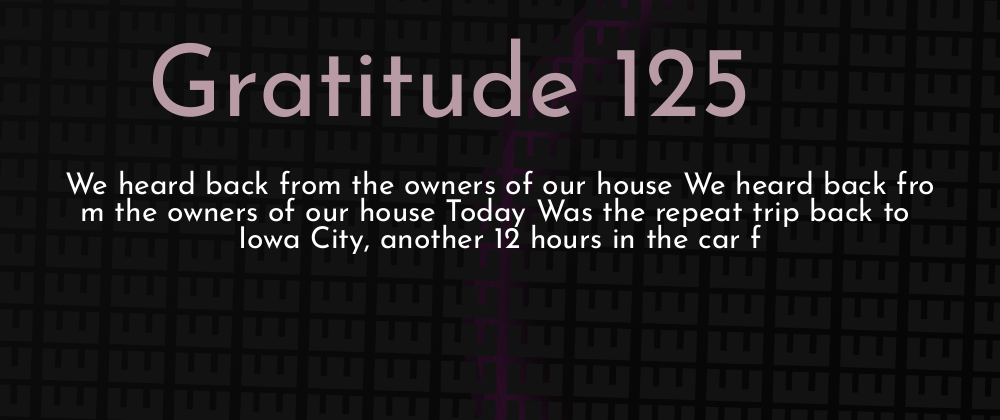 Gratitude 125
We heard back from the owners of our house We heard back fro
m the owners of our house Today Was the repeat trip back to
Iowa City, another 12 hours in the car f